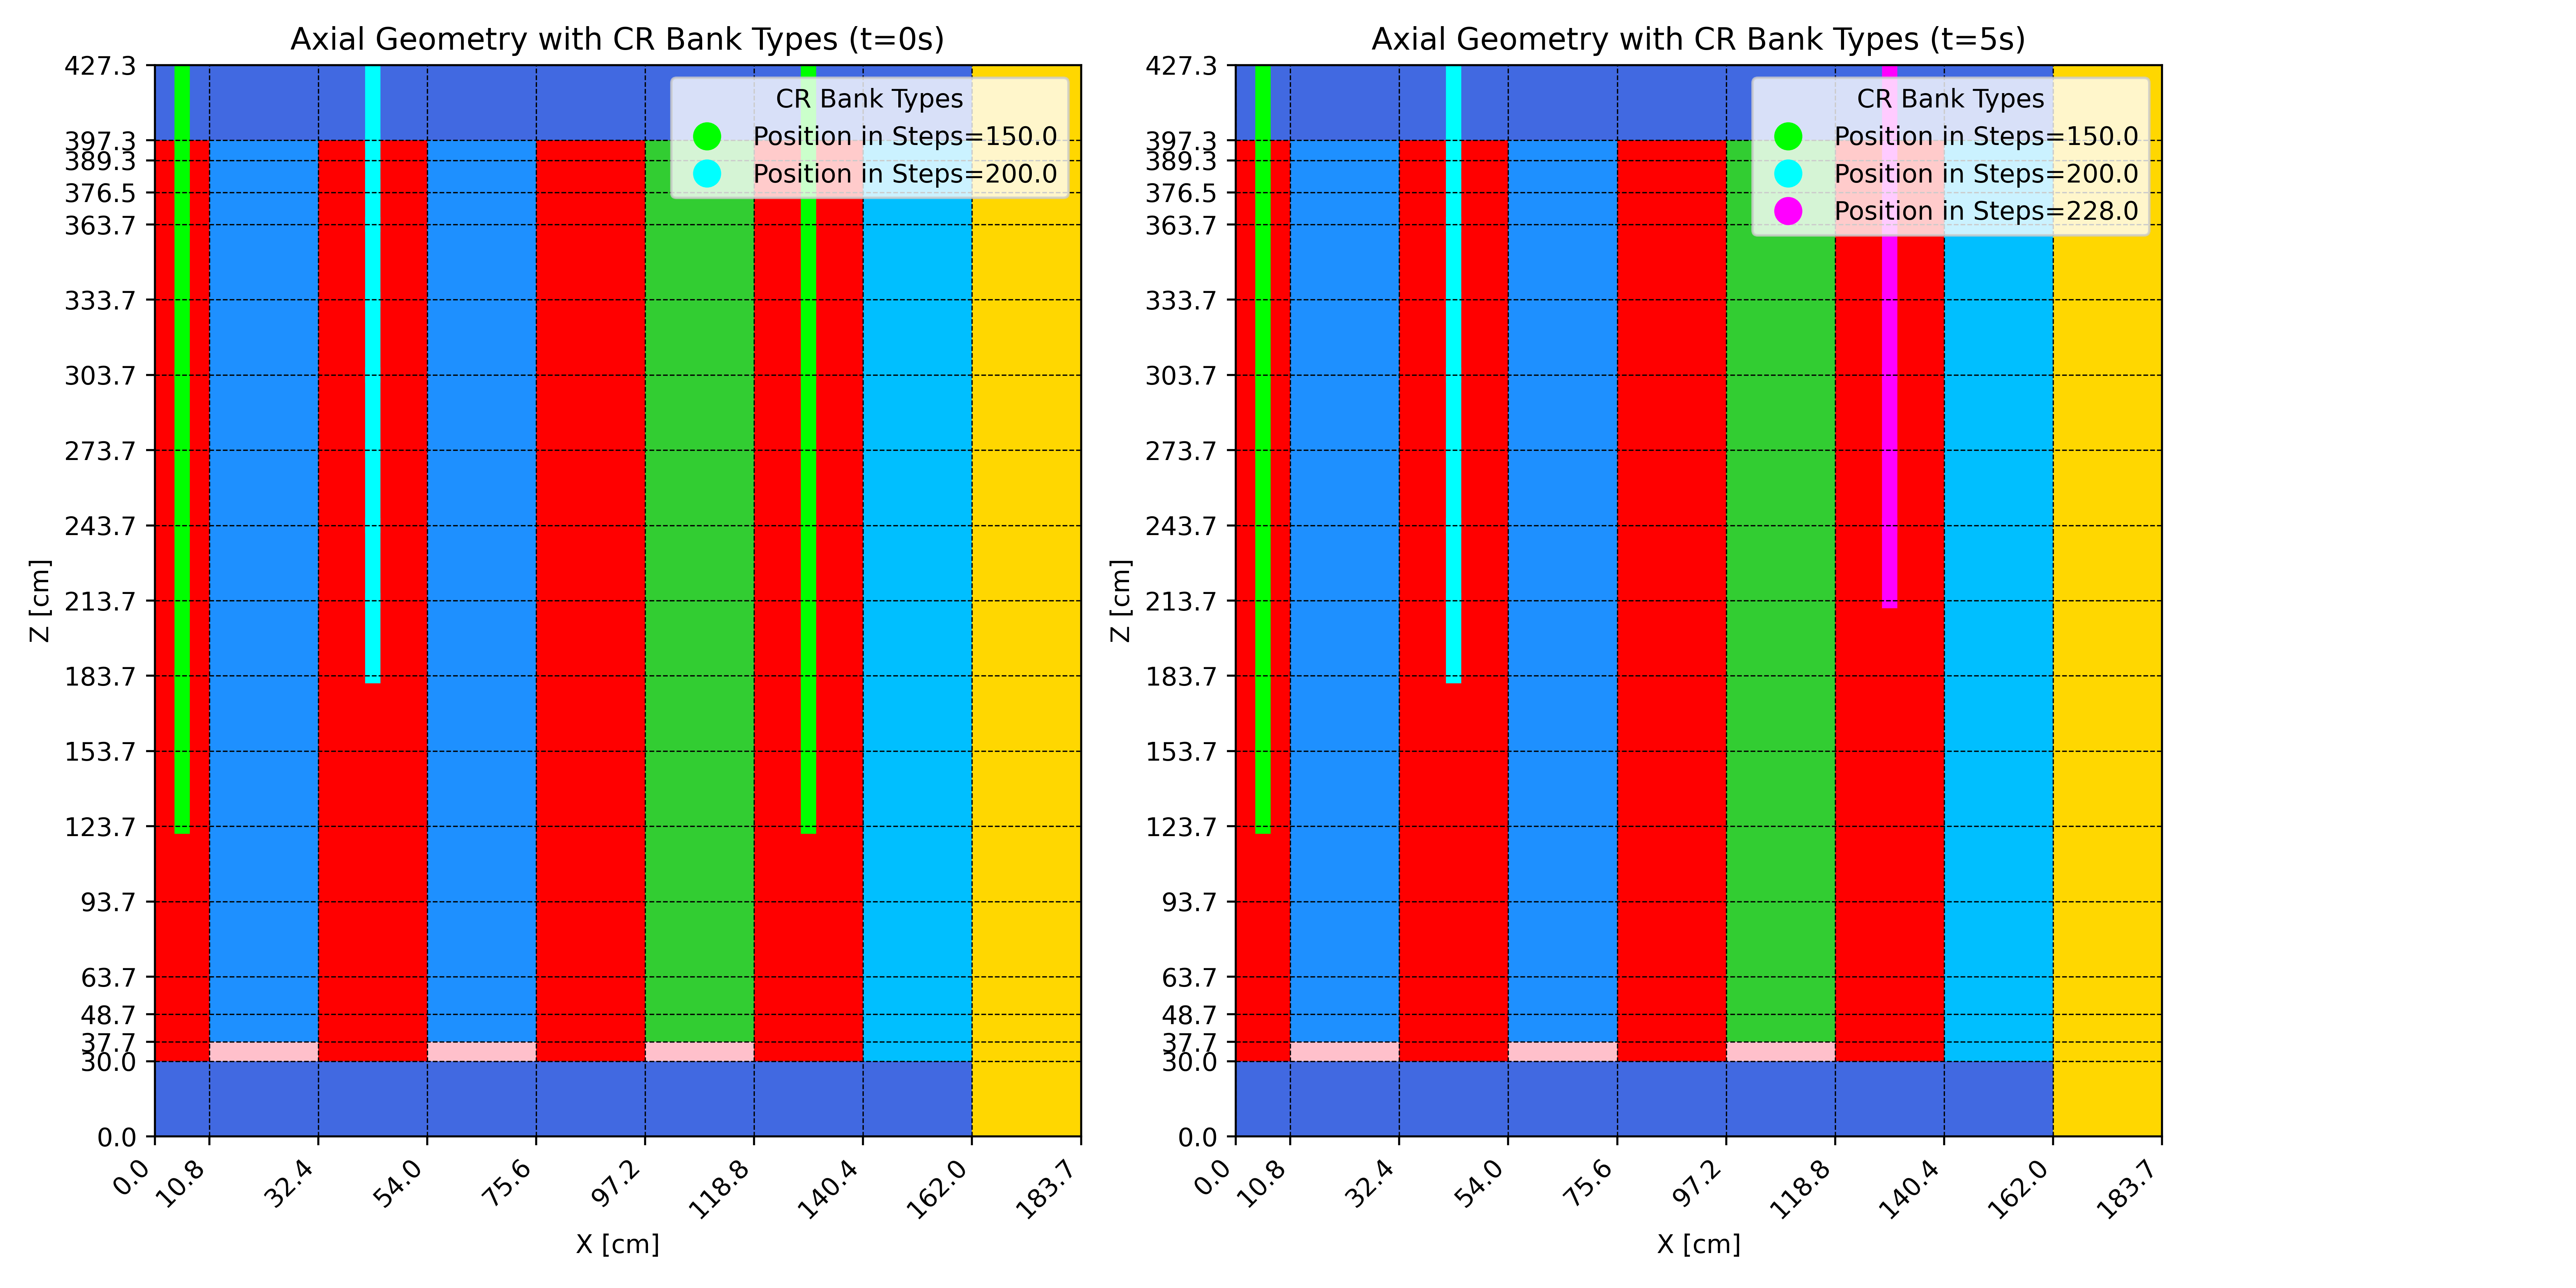 Axial Geometry with CR Bank Types (t=0s)
CR Bank Types
Position in Steps=150.0
Position in Steps=200.0
Z [cm]
427.3
397.3
389.3
376.5
363.7
333.7
303.7
273.7
243.7
213.7
183.7
153.7
123.7
93.7
63.7
48.7
37.7
30.0
0.0
0.0 10.8 32.4 54.0 75.6 97.2 118.8 140.4 162.0 183.7
X [cm]
Axial Geometry with CR Bank Types (t=5s)
CR Bank Types
Position in Steps=150.0
Position in Steps=200.0
Position in Steps=228.0
Z [cm]
427.3
397.3
389.3
376.5
363.7
333.7
303.7
273.7
243.7
213.7
183.7
153.7
123.7
93.7
63.7
48.7
37.7
30.0
0.0
0.0 10.8 32.4 54.0 75.6 97.2 118.8 140.4 162.0 183.7
X [cm]